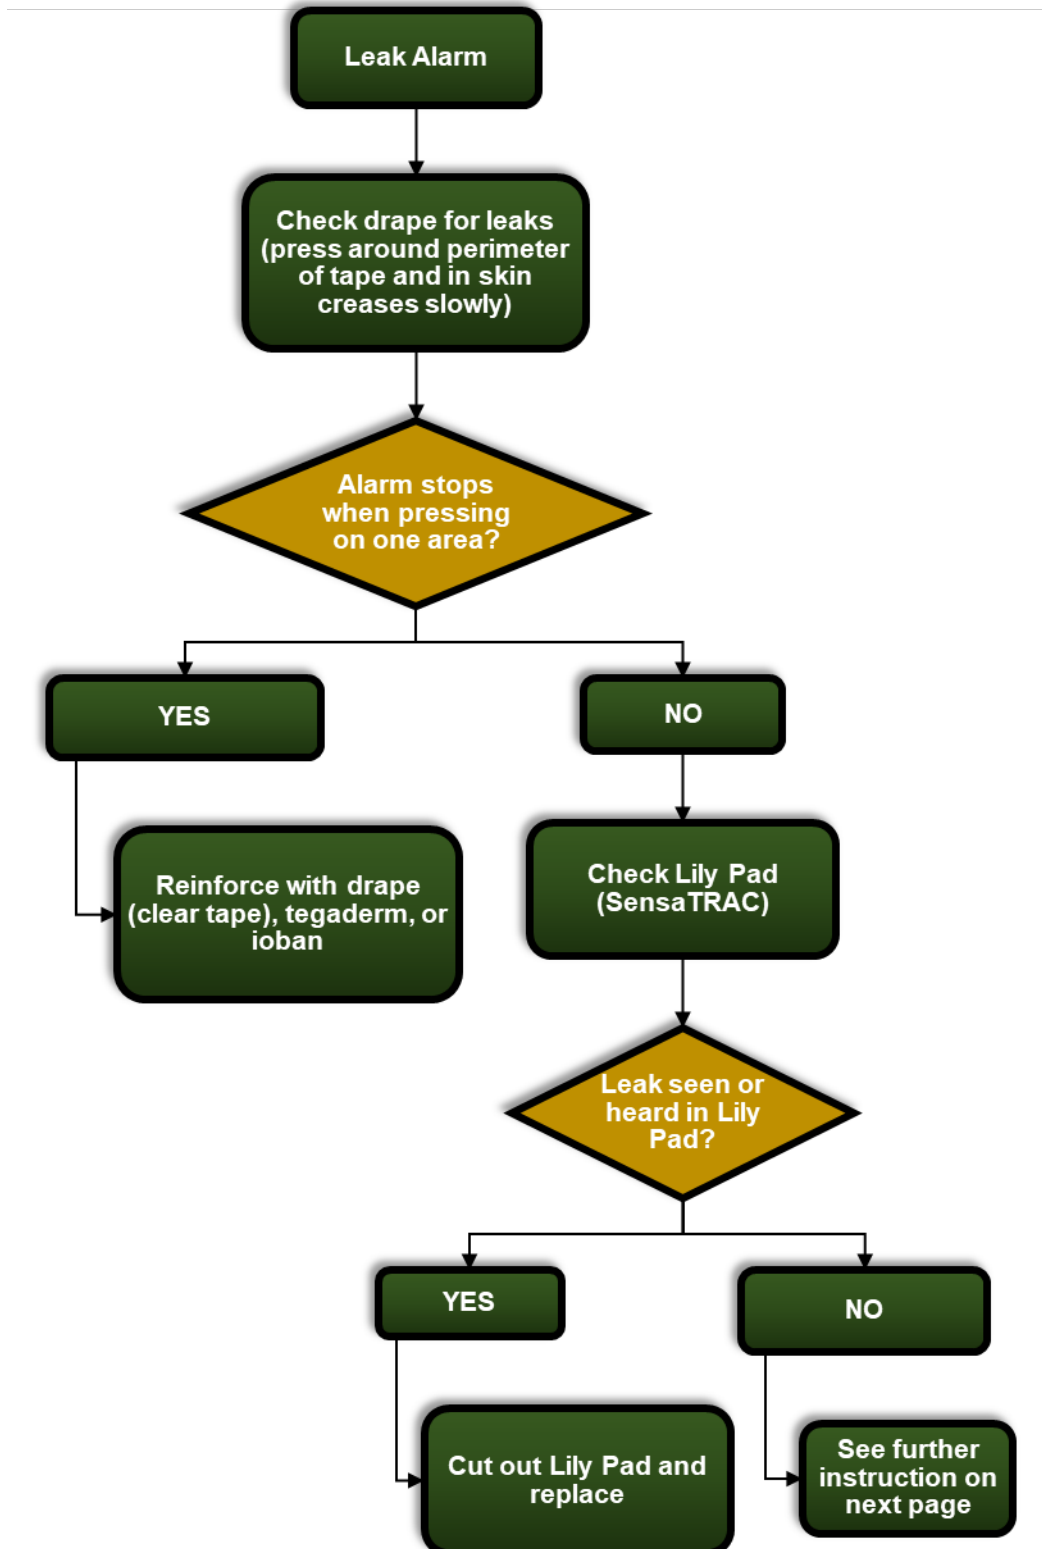 Leak Alarm
Check drape for leaks
(press around perimeter
of tape and in skin
creases slowly)
Alarm stops
when pressing
on one area?
YES
NO
Reinforce with drape
(clear tape), tegaderm, or
ioban
Check Lily Pad
(SensaTRAC)
Leak seen or
heard in Lily
Pad?
YES
NO
Cut out Lily Pad and
replace
See further
instruction on
next page